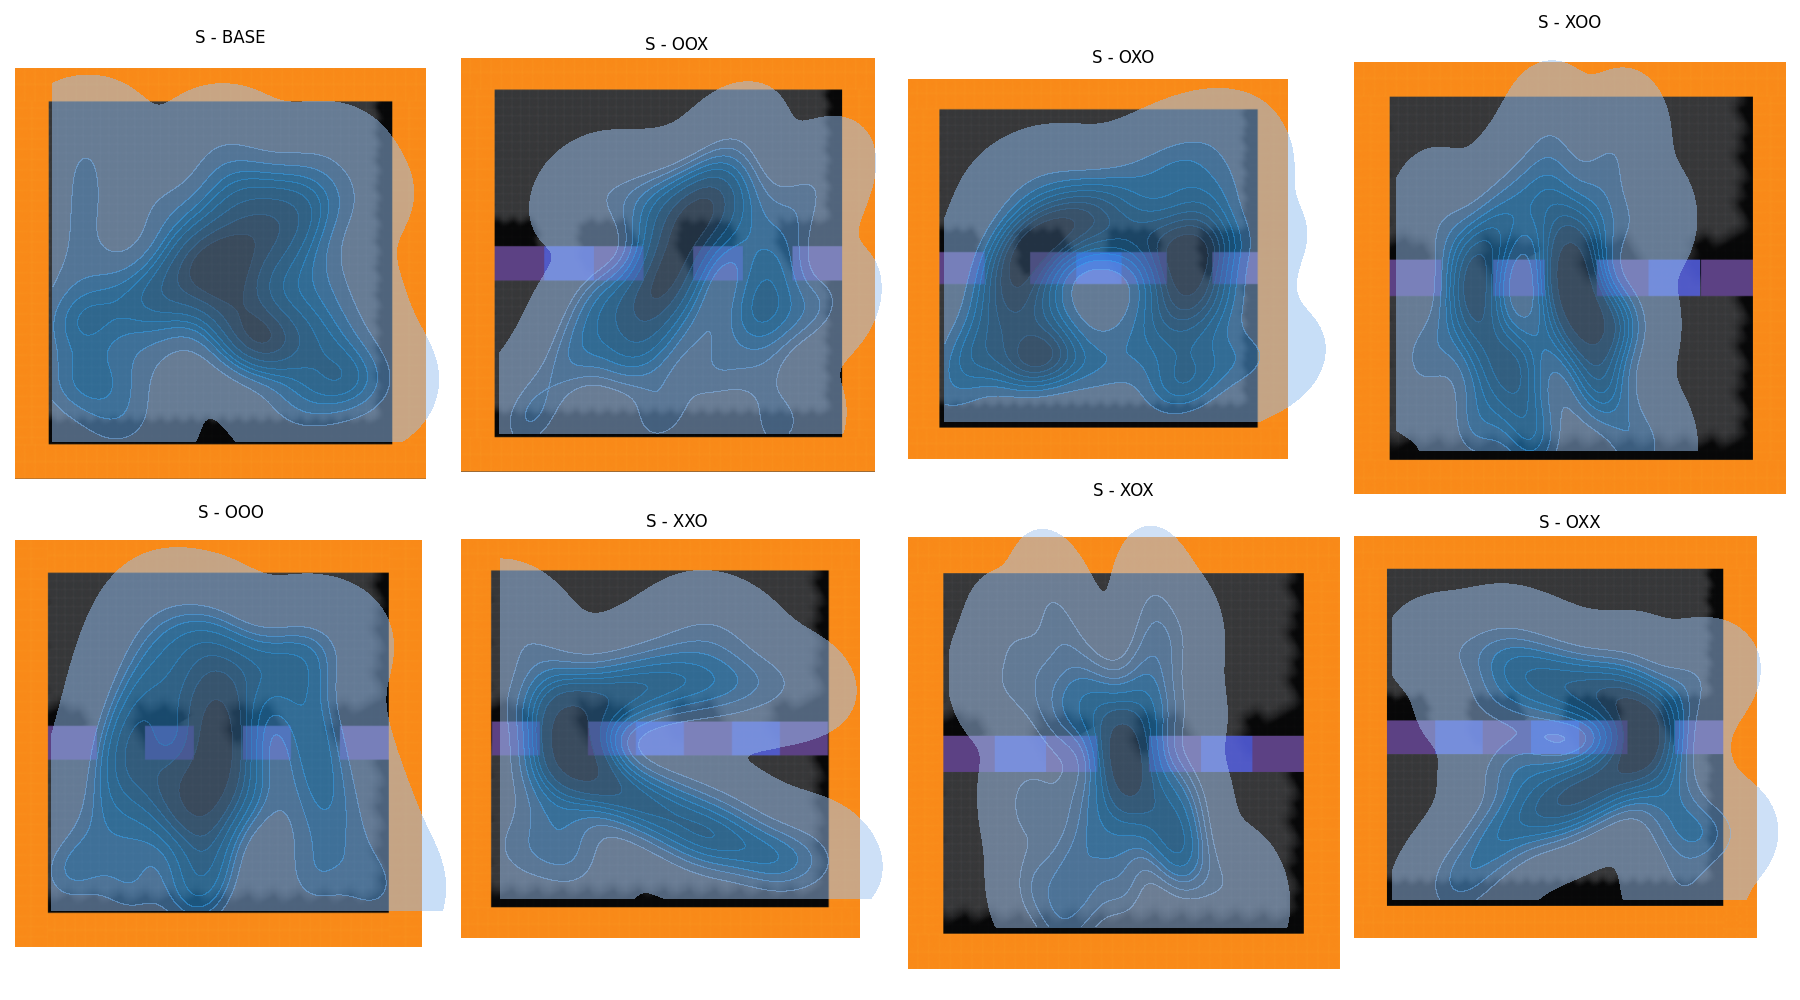 S - BASE
S - OOX
S - OXO
S - XOO
S - OOO
S - XXO
S - XOX
S - OXX